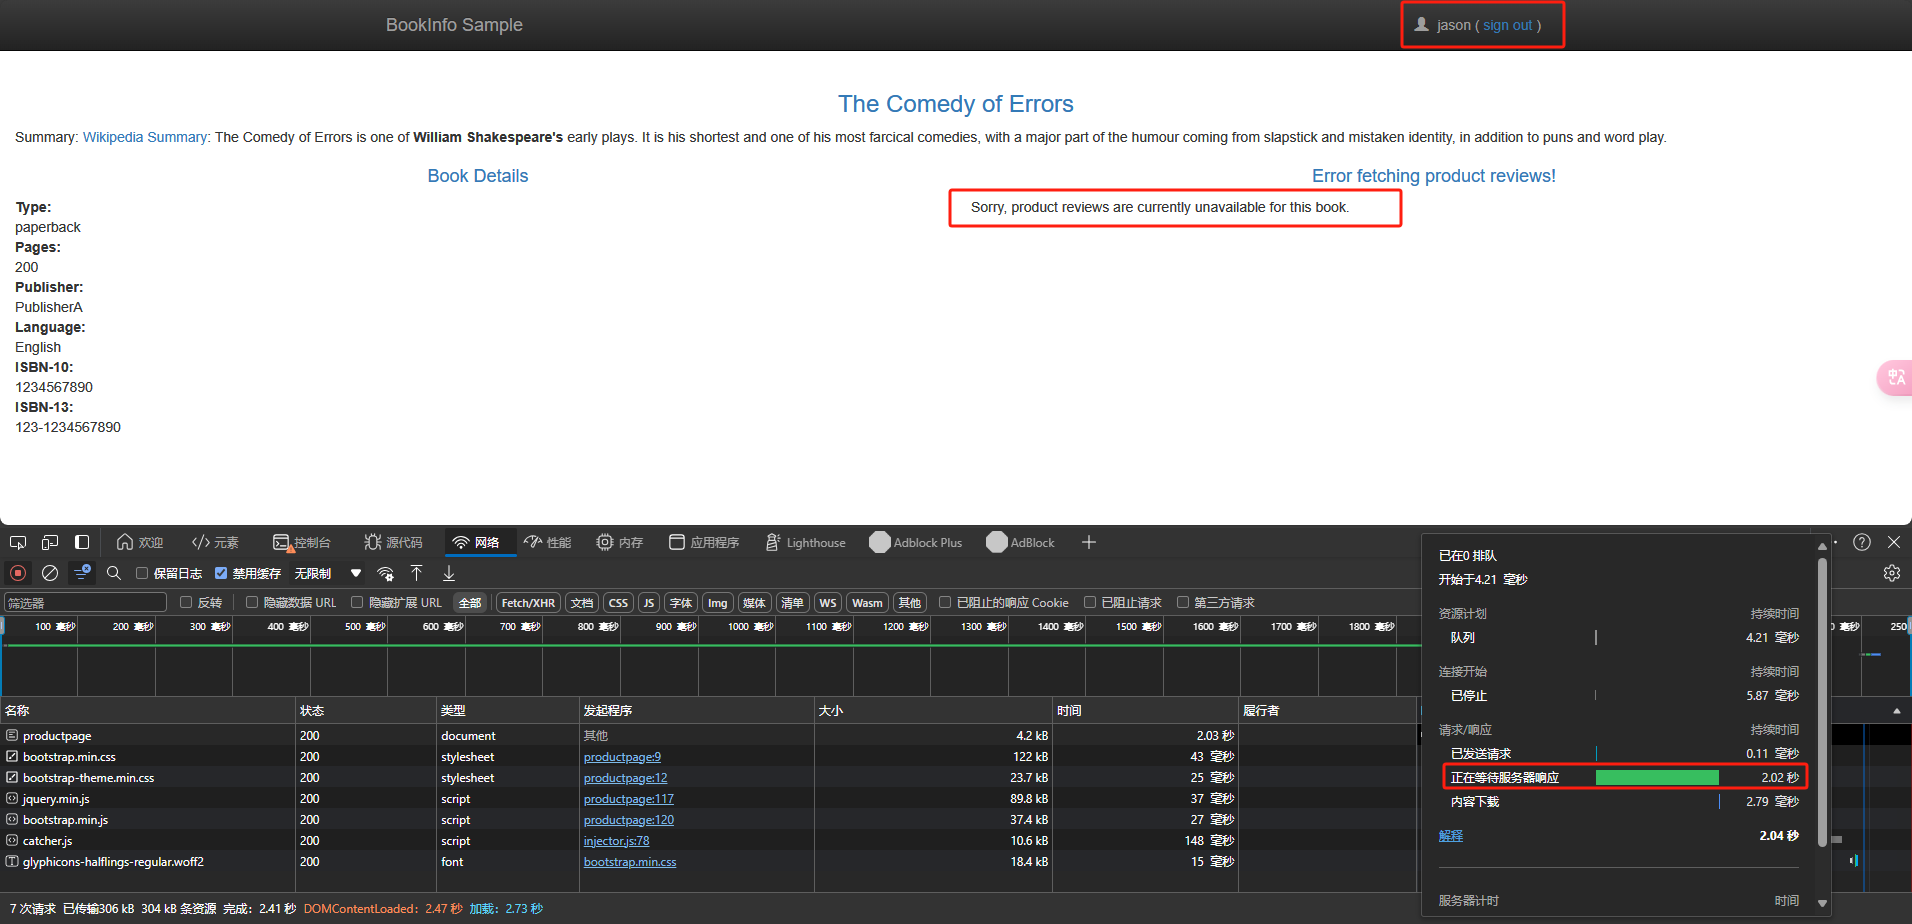 BookInfo Sample
jason ( sign out )
The Comedy of Errors
Summary: Wikipedia Summary: The Comedy of Errors is one of William Shakespeare's early plays. It is his shortest and one of his most farcical comedies, with a major part of the humour coming from slapstick and mistaken identity, in addition to puns and word play.
Book Details
Type:
paperback
Pages:
200
Publisher:
PublisherA
Language:
English
ISBN-10:
1234567890
ISBN-13:
123-1234567890
Error fetching product reviews!
Sorry, product reviews are currently unavailable for this book.
欢迎 元素 控制台 源代码 网络 性能 内存 应用程序 Lighthouse Adblock Plus AdBlock
保留日志 禁用缓存 无限制
筛选器 反转 隐藏数据 URL 隐藏扩展 URL 全部 Fetch/XHR 文档 CSS JS 字体 Img 媒体 清单 WS Wasm 其他 已阻止的响应 Cookie 已阻止请求 第三方请求
100 毫秒 200 毫秒 300 毫秒 400 毫秒 500 毫秒 600 毫秒 700 毫秒 800 毫秒 900 毫秒 1000 毫秒 1100 毫秒 1200 毫秒 1300 毫秒 1400 毫秒 1500 毫秒 1600 毫秒 1700 毫秒 1800 毫秒 0 毫秒 250
名称 状态 类型 发起程序 大小 时间 履行者
productpage 200 document 其他 4.2 kB 2.03 秒
bootstrap.min.css 200 stylesheet productpage:9 122 kB 43 毫秒
bootstrap-theme.min.css 200 stylesheet productpage:12 23.7 kB 25 毫秒
jquery.min.js 200 script productpage:117 89.8 kB 37 毫秒
bootstrap.min.js 200 script productpage:120 37.4 kB 27 毫秒
catcher.js 200 script injector.js:78 10.6 kB 148 毫秒
glyphicons-halflings-regular.woff2 200 font bootstrap.min.css 18.4 kB 15 毫秒
7 次请求 已传输306 kB 304 kB 条资源 完成: 2.41 秒 DOMContentLoaded: 2.47 秒 加载: 2.73 秒
已在0 排队
开始于4.21 毫秒
资源计划 持续时间
队列 4.21 毫秒
连接开始 持续时间
已停止 5.87 毫秒
请求/响应 持续时间
已发送请求 0.11 毫秒
正在等待服务器响应 2.02 秒
内容下载 2.79 毫秒
解释 2.04 秒
服务器计时 时间